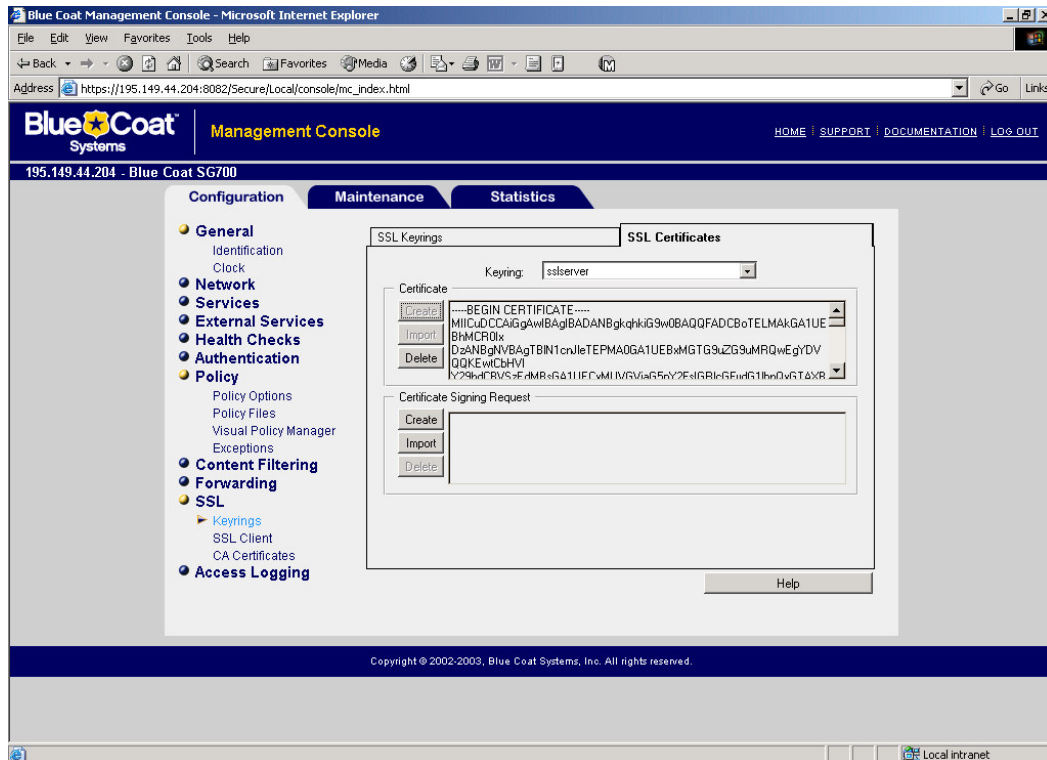 Blue Coat Management Console - Microsoft Internet Explorer
File Edit View Favorites Tools Help
Back Search Favorites Media
Address https://195.149.44.204:8082/Secure/Local/console/mc_index.html Go Links
Blue Coat™ Systems
Management Console
HOME SUPPORT DOCUMENTATION LOG OUT
195.149.44.204 - Blue Coat SG700
Configuration Maintenance Statistics
General
Identification
Clock
Network
Services
External Services
Health Checks
Authentication
Policy
Policy Options
Policy Files
Visual Policy Manager
Exceptions
Content Filtering
Forwarding
SSL
Keyrings
SSL Client
CA Certificates
Access Logging
SSL Keyrings SSL Certificates
Keyring: sslserver
Certificate
Create
Import
Delete
-----BEGIN CERTIFICATE-----
MIICuDCCAiGgAwIBAgIBADANBgkqhkiG9w0BAQQFADCBoTELMAkGA1UE
BhMCR0Ix
DzANBgNVBAgTBlN1cnJleTEPMA0GA1UEBxMGTG9uZG9uMRQwEgYDV
QQKEwtCbHVl
Certificate Signing Request
Create
Import
Delete
Help
Copyright © 2002-2003, Blue Coat Systems, Inc. All rights reserved.
Local intranet